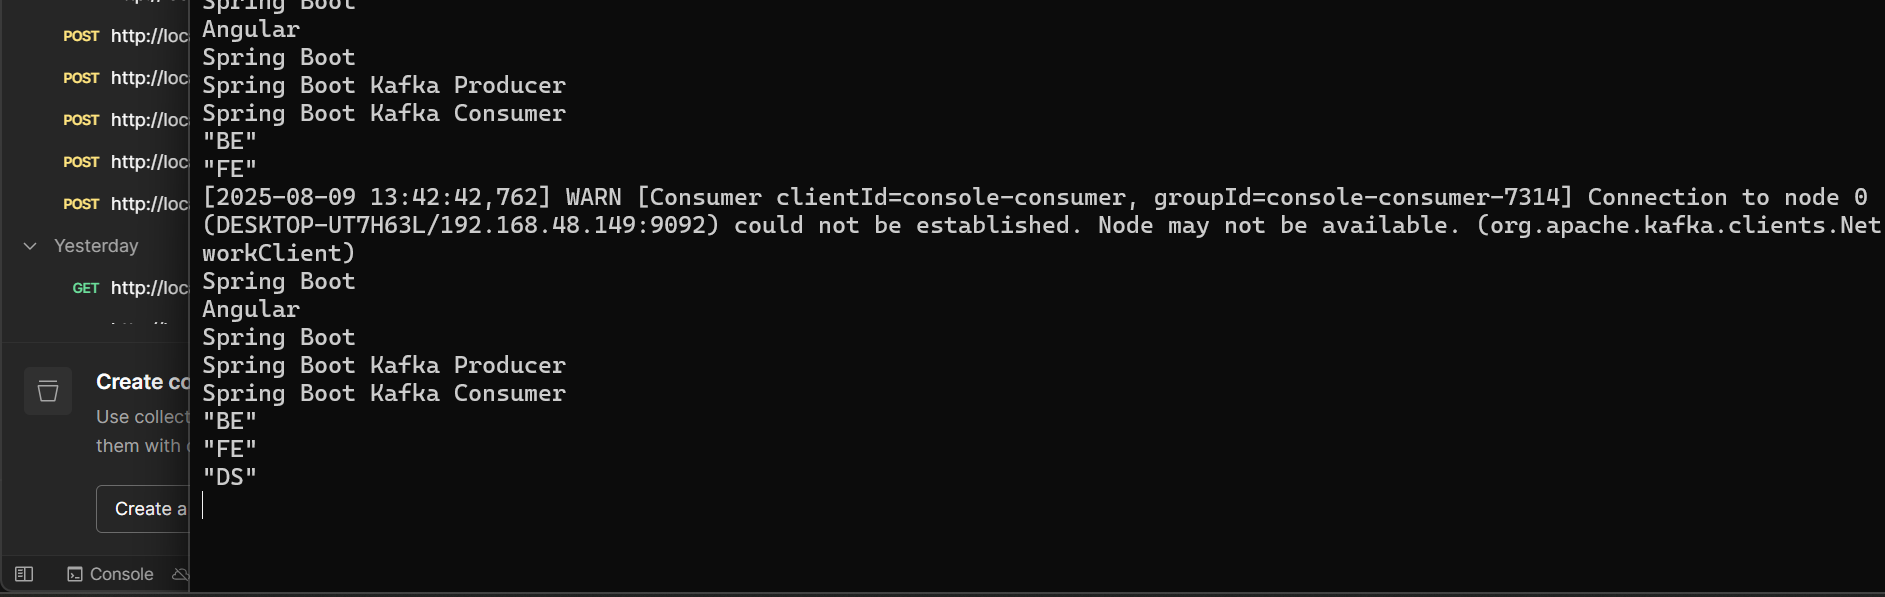 POST http://loc
POST http://loc
POST http://loc
POST http://loc
POST http://loc
Yesterday
GET http://loc
Create co
Use collect
them with
Create a
Console
Spring Boot
Angular
Spring Boot
Spring Boot Kafka Producer
Spring Boot Kafka Consumer
"BE"
"FE"
[2025-08-09 13:42:42,762] WARN [Consumer clientId=console-consumer, groupId=console-consumer-7314] Connection to node 0
(DESKTOP-UT7H63L/192.168.48.149:9092) could not be established. Node may not be available. (org.apache.kafka.clients.Net
workClient)
Spring Boot
Angular
Spring Boot
Spring Boot Kafka Producer
Spring Boot Kafka Consumer
"BE"
"FE"
"DS"